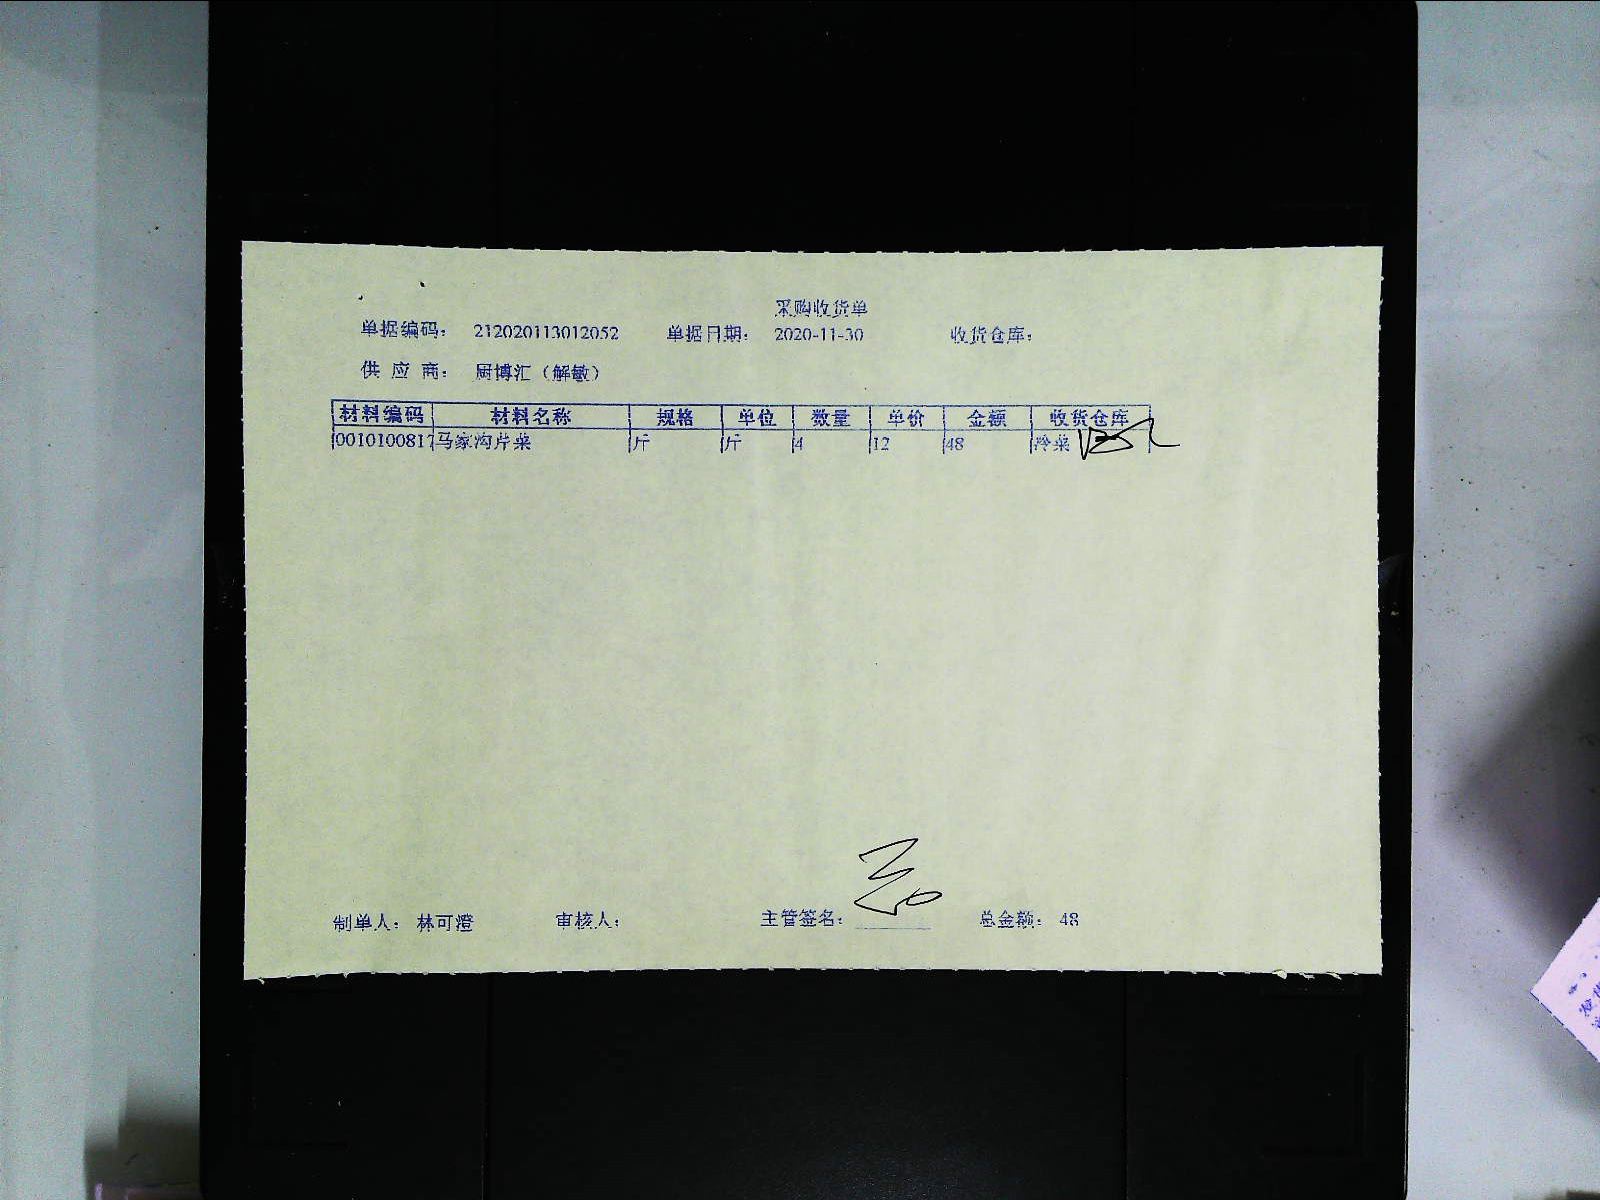 采购收货单
单据编码： 212020113012052 单据日期： 2020-11-30 收货仓库：
供应商： 厨博汇（解敏）
材料编码 材料名称 规格 单位 数量 单价 金额 收货仓库
0010100817 马家沟芹菜 斤 斤 4 12 48 冷菜
制单人： 林可澄 审核人： 主管签名： 总金额： 48